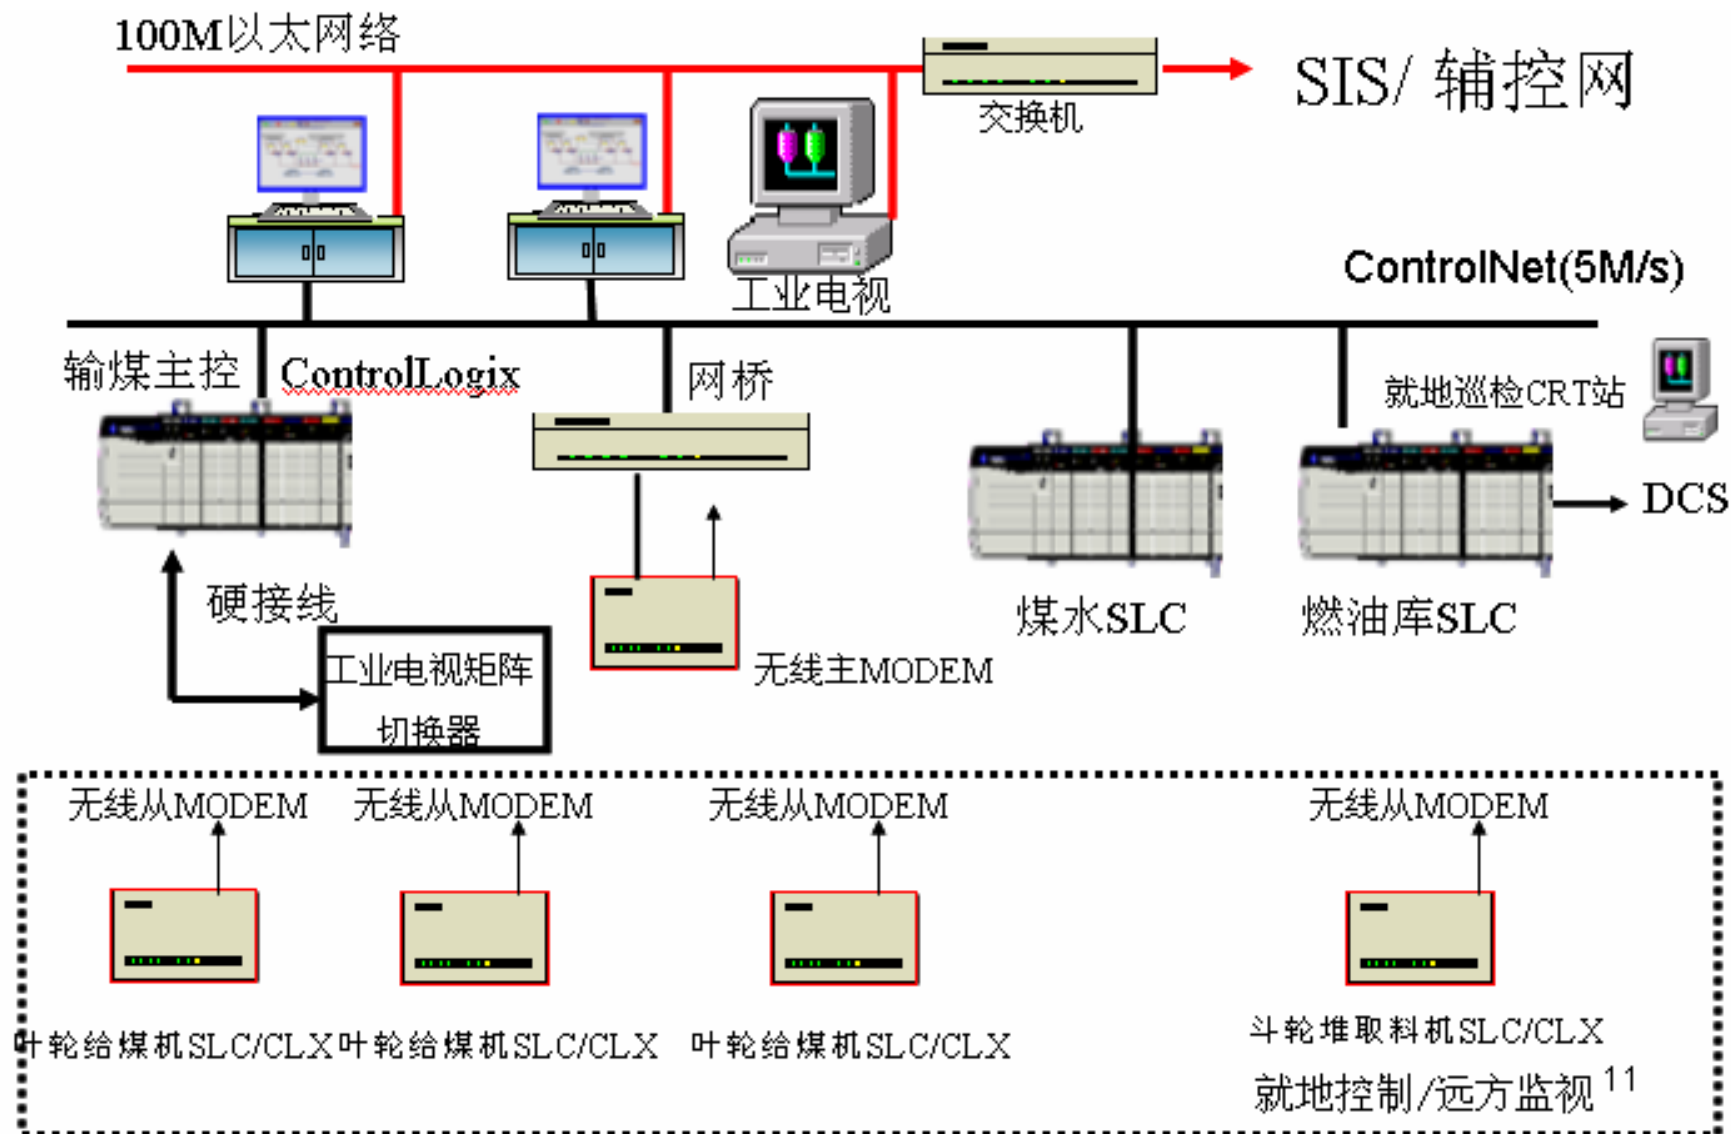 100M以太网络
SIS/ 辅控网
交换机
工业电视
ControlNet(5M/s)
输煤主控
ControlLogix
网桥
就地巡检CRT站
DCS
硬接线
煤水SLC
燃油库SLC
工业电视矩阵
切换器
无线主MODEM
无线从MODEM
无线从MODEM
无线从MODEM
无线从MODEM
叶轮给煤机SLC/CLX
叶轮给煤机SLC/CLX
叶轮给煤机SLC/CLX
斗轮堆取料机SLC/CLX
就地控制/远方监视
11